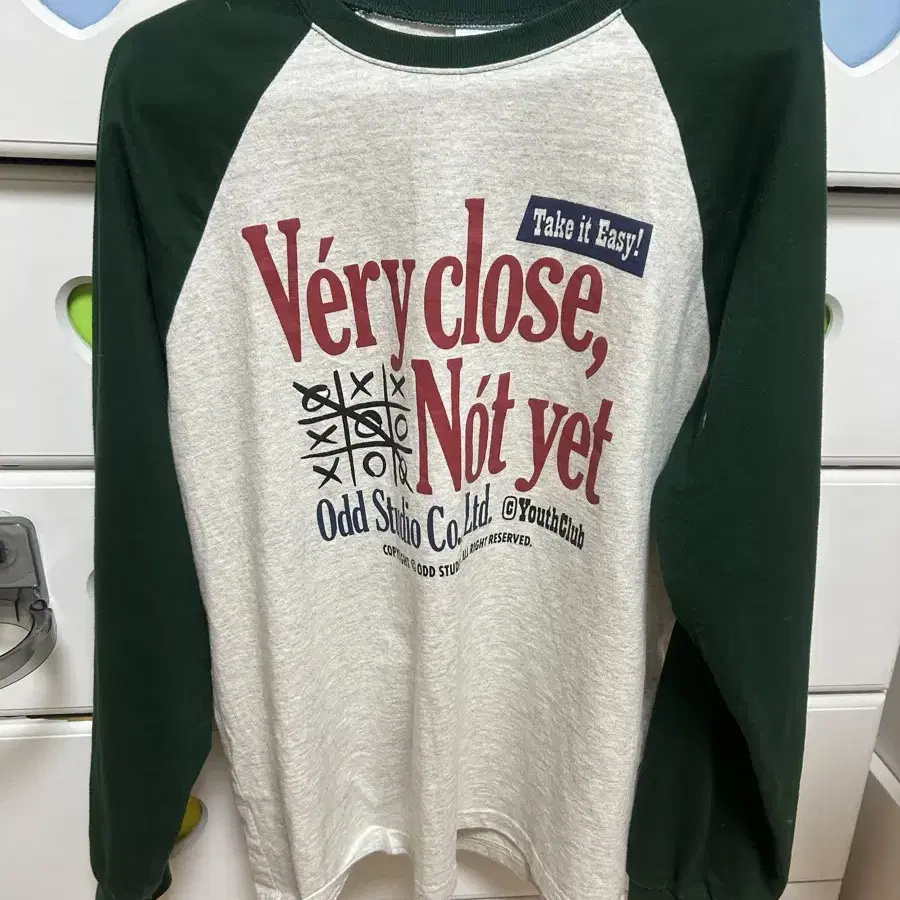 Take it Easy!
Véry close,
Nót yet
O X X
X O O
X O O
Odd Studio Co. Ltd. ©YouthClub
COPYRIGHT © ODD STUDIO ALL RIGHT RESERVED.